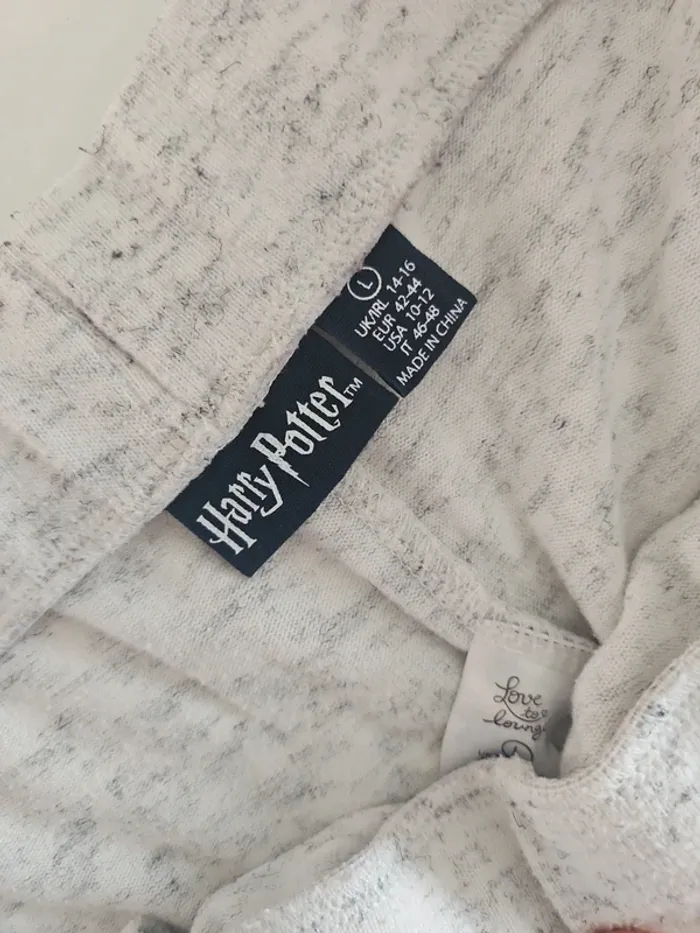 L
UK/IRL 14-16
EUR 42-44
USA 10-12
IT 46-48
MADE IN CHINA
Harry Potter™
Love
to
lounge